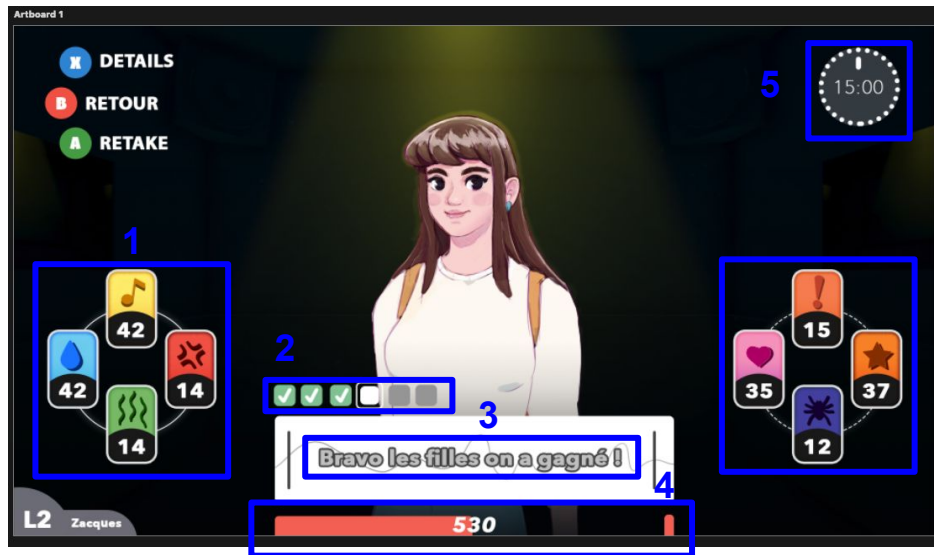 Artboard 1
X DETAILS
B RETOUR
A RETAKE
5
15:00
1
42
42
14
14
2
3
Bravo les filles on a gagné !
4
530
15
35
37
12
L2 Zacques